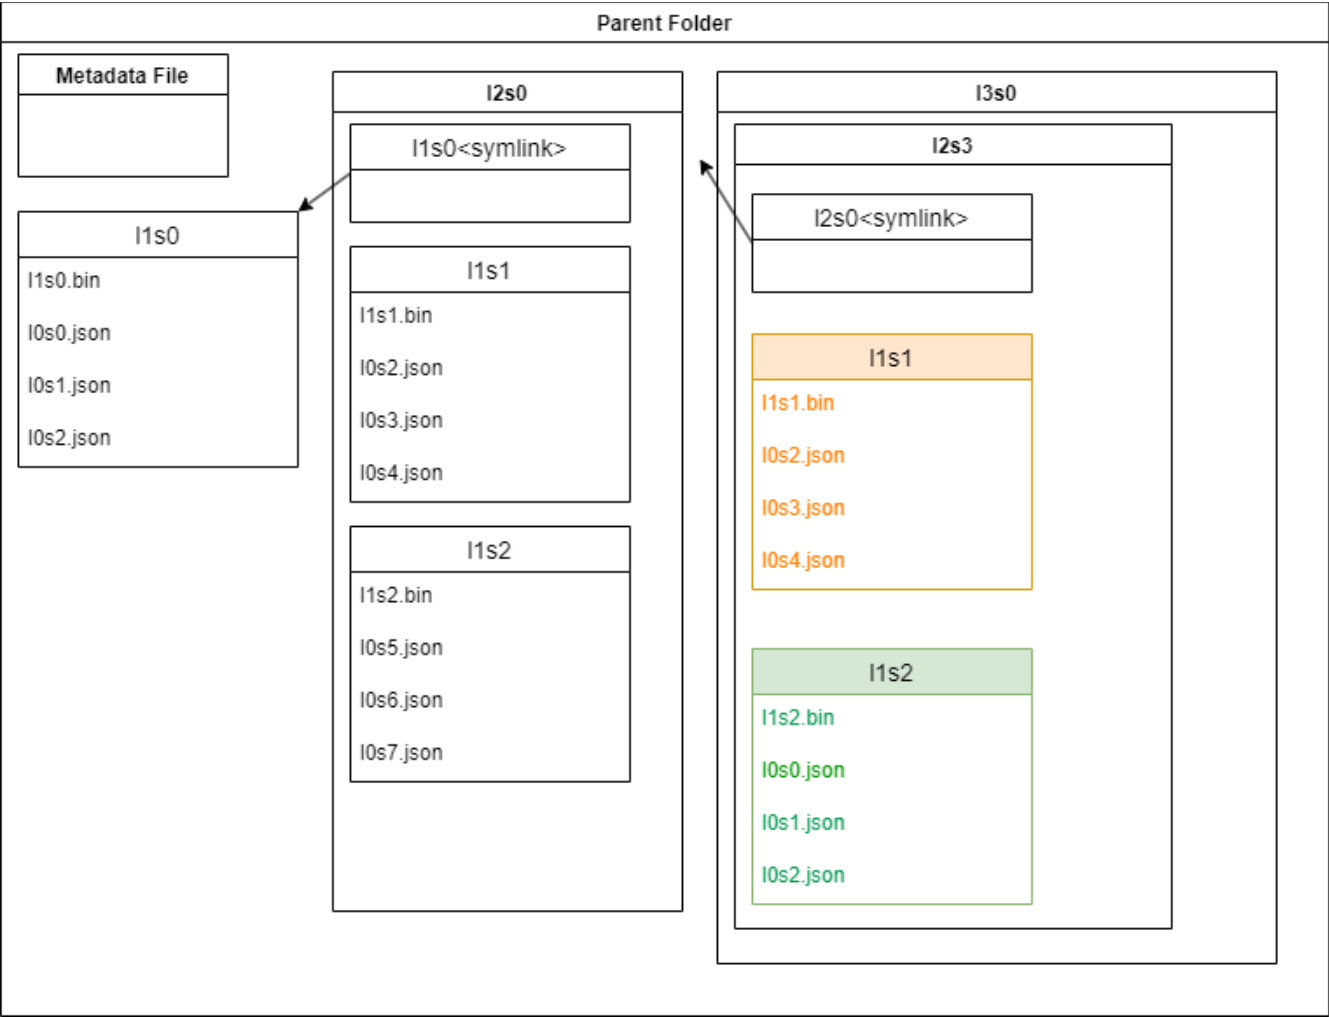 Parent Folder
Metadata File
l1s0
l1s0.bin
l0s0.json
l0s1.json
l0s2.json
l2s0
l1s0<symlink>
l1s1
l1s1.bin
l0s2.json
l0s3.json
l0s4.json
l1s2
l1s2.bin
l0s5.json
l0s6.json
l0s7.json
l3s0
l2s3
l2s0<symlink>
l1s1
l1s1.bin
l0s2.json
l0s3.json
l0s4.json
l1s2
l1s2.bin
l0s0.json
l0s1.json
l0s2.json